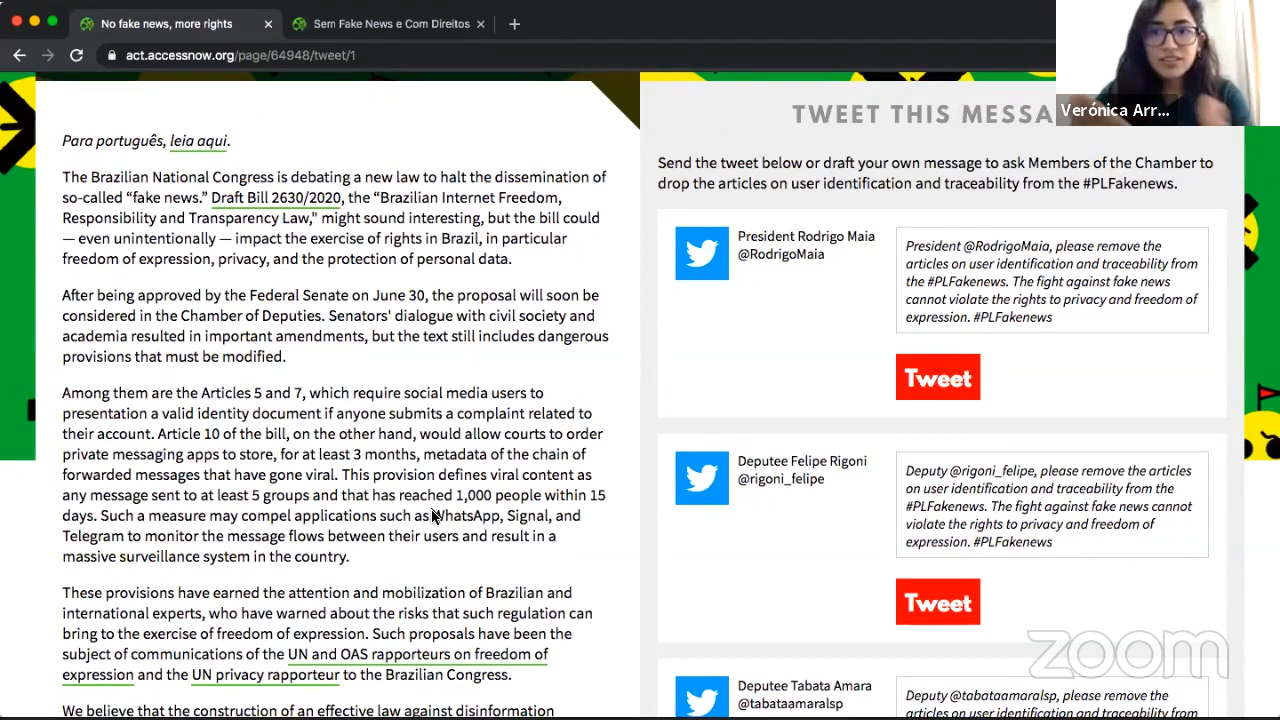 No fake news, more rights
Sem Fake News e Com Direitos
act.accessnow.org/page/64948/tweet/1
Verónica Arr...
Para português, leia aqui.
The Brazilian National Congress is debating a new law to halt the dissemination of
so-called “fake news.” Draft Bill 2630/2020, the “Brazilian Internet Freedom,
Responsibility and Transparency Law," might sound interesting, but the bill could
— even unintentionally — impact the exercise of rights in Brazil, in particular
freedom of expression, privacy, and the protection of personal data.
After being approved by the Federal Senate on June 30, the proposal will soon be
considered in the Chamber of Deputies. Senators' dialogue with civil society and
academia resulted in important amendments, but the text still includes dangerous
provisions that must be modified.
Among them are the Articles 5 and 7, which require social media users to
presentation a valid identity document if anyone submits a complaint related to
their account. Article 10 of the bill, on the other hand, would allow courts to order
private messaging apps to store, for at least 3 months, metadata of the chain of
forwarded messages that have gone viral. This provision defines viral content as
any message sent to at least 5 groups and that has reached 1,000 people within 15
days. Such a measure may compel applications such as WhatsApp, Signal, and
Telegram to monitor the message flows between their users and result in a
massive surveillance system in the country.
These provisions have earned the attention and mobilization of Brazilian and
international experts, who have warned about the risks that such regulation can
bring to the exercise of freedom of expression. Such proposals have been the
subject of communications of the UN and OAS rapporteurs on freedom of
expression and the UN privacy rapporteur to the Brazilian Congress.
We believe that the construction of an effective law against disinformation
TWEET THIS MESSA
Send the tweet below or draft your own message to ask Members of the Chamber to
drop the articles on user identification and traceability from the #PLFakenews.
President Rodrigo Maia
@RodrigoMaia
President @RodrigoMaia, please remove the
articles on user identification and traceability from
the #PLFakenews. The fight against fake news
cannot violate the rights to privacy and freedom of
expression. #PLFakenews
Tweet
Deputee Felipe Rigoni
@rigoni_felipe
Deputy @rigoni_felipe, please remove the articles
on user identification and traceability from the
#PLFakenews. The fight against fake news cannot
violate the rights to privacy and freedom of
expression. #PLFakenews
Tweet
Deputee Tabata Amara
@tabataamaralsp
Deputy @tabataamaralsp, please remove the
articles on user identification and traceability from
zoom